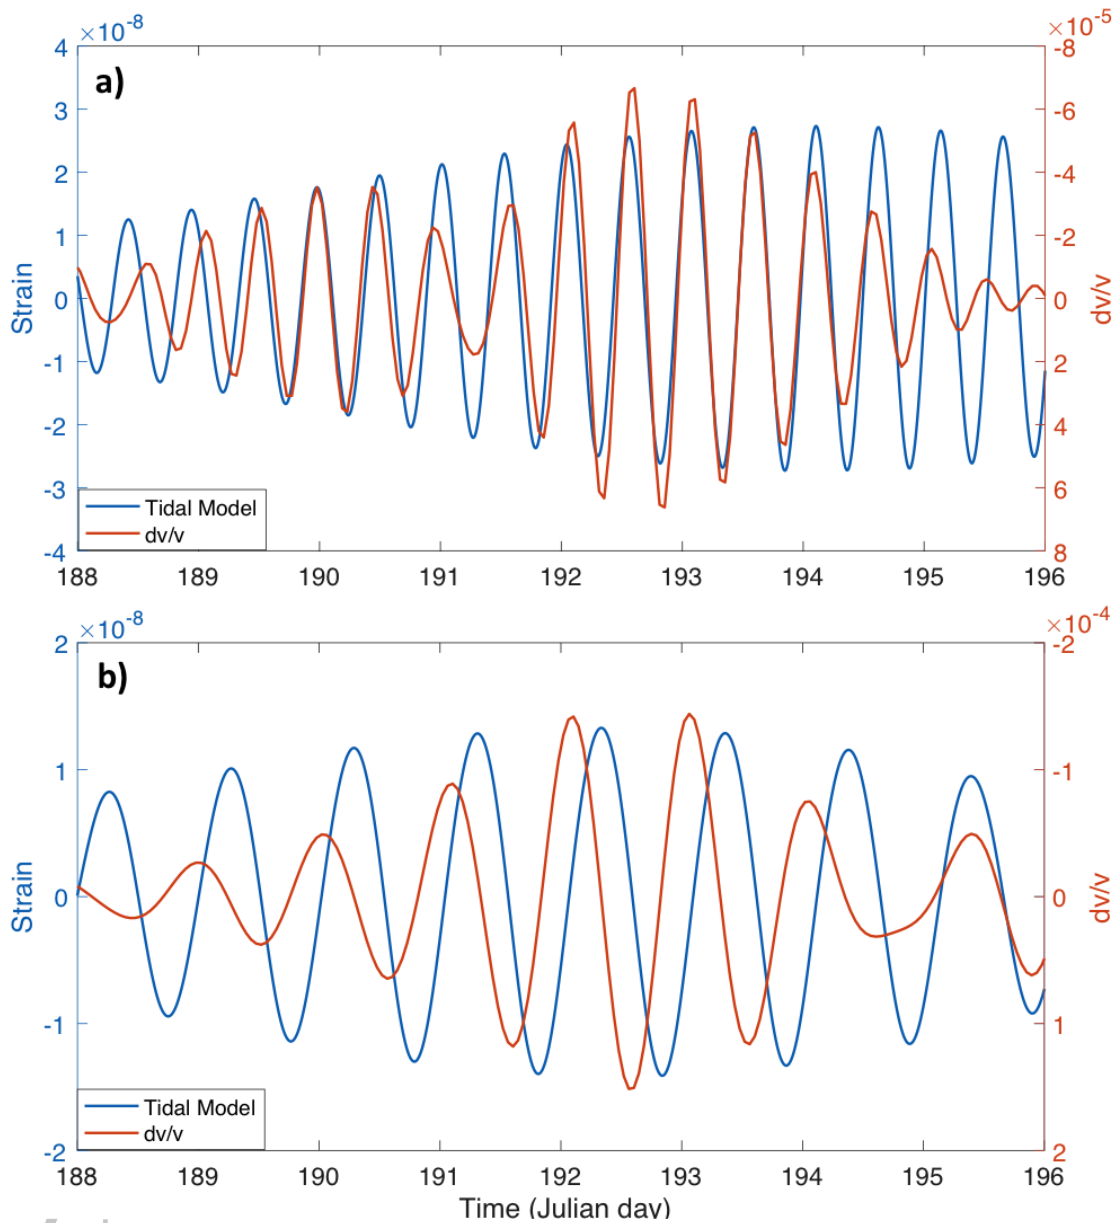 ×10⁻⁸
×10⁻⁵
a)
4
3
2
1
0
-1
-2
-3
-4
Strain
-8
-6
-4
-2
0
2
4
6
8
dv/v
Tidal Model
dv/v
188 189 190 191 192 193 194 195 196
×10⁻⁸
×10⁻⁴
b)
2
1
0
-1
-2
Strain
-2
-1
0
1
2
dv/v
Tidal Model
dv/v
188 189 190 191 192 193 194 195 196
Time (Julian day)